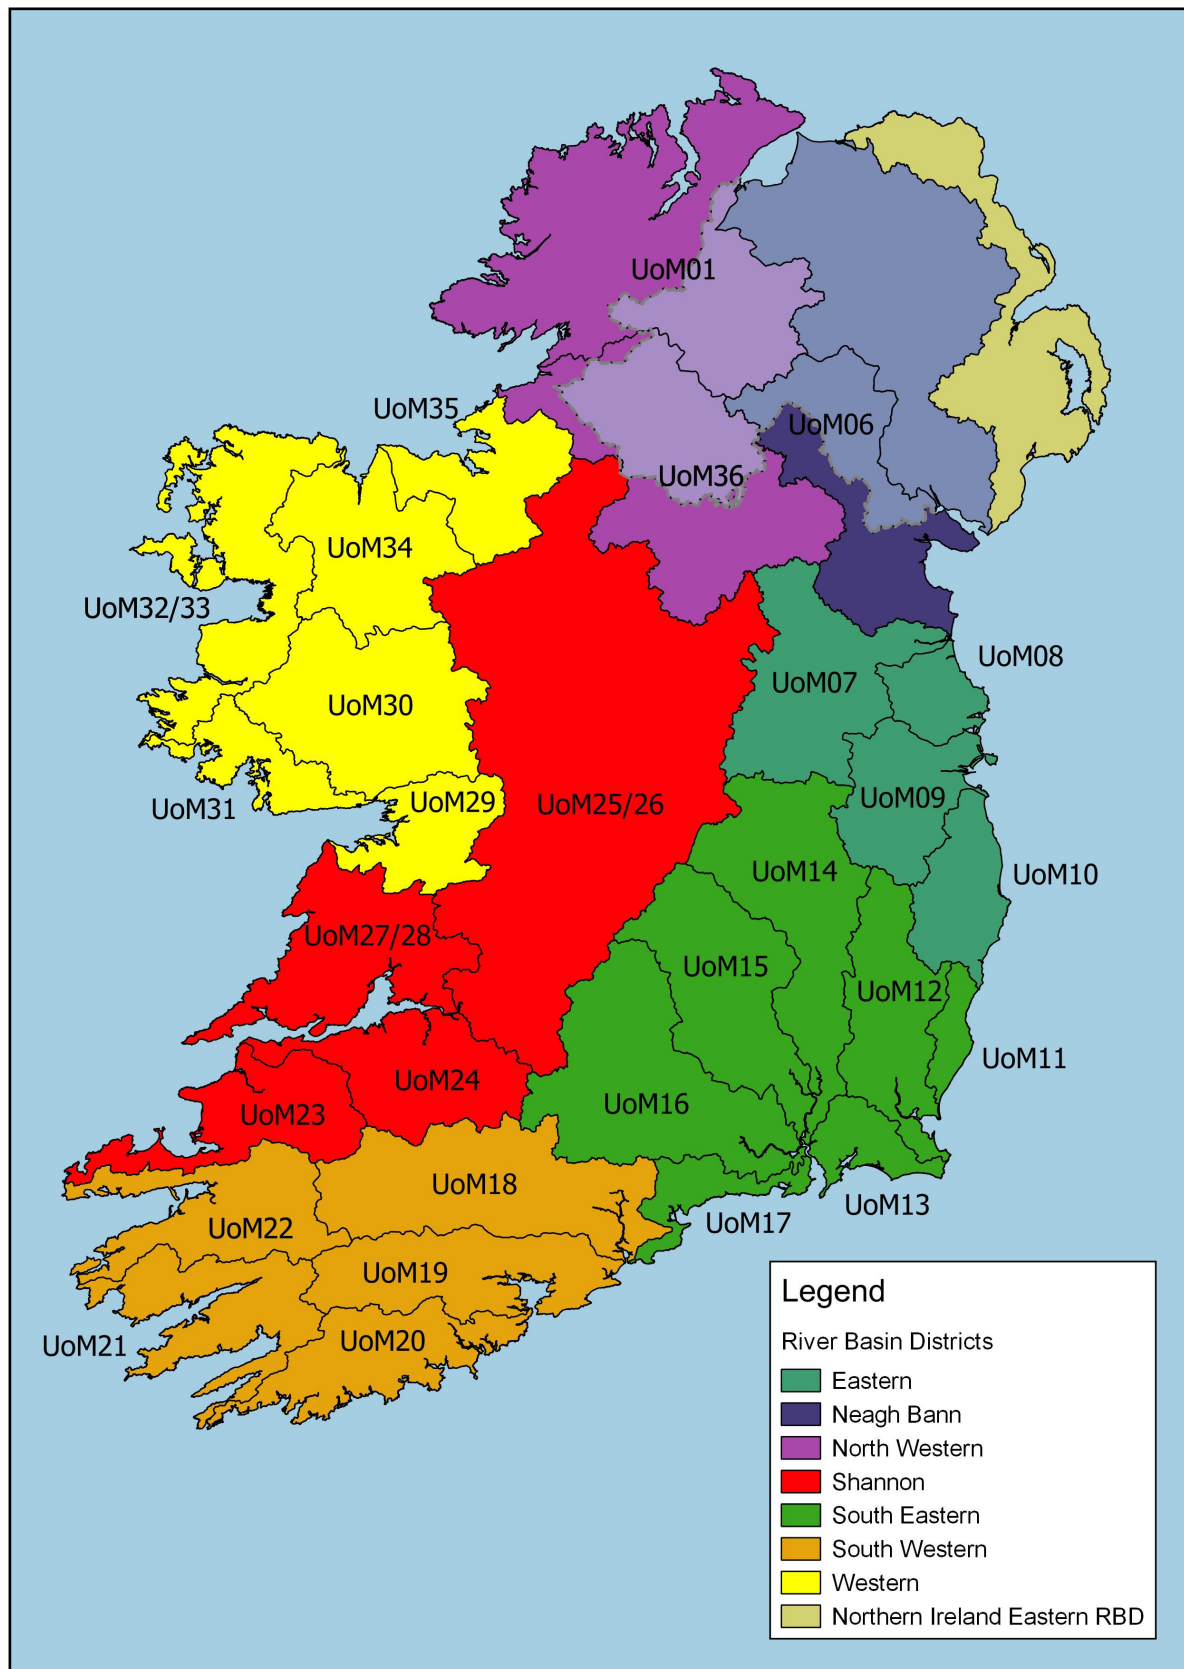 UoM01
UoM35
UoM06
UoM36
UoM34
UoM32/33
UoM08
UoM07
UoM30
UoM31
UoM29
UoM25/26
UoM09
UoM14
UoM10
UoM27/28
UoM15
UoM12
UoM11
UoM24
UoM23
UoM16
UoM18
UoM13
UoM17
UoM22
UoM19
UoM21
UoM20
Legend
River Basin Districts
Eastern
Neagh Bann
North Western
Shannon
South Eastern
South Western
Western
Northern Ireland Eastern RBD